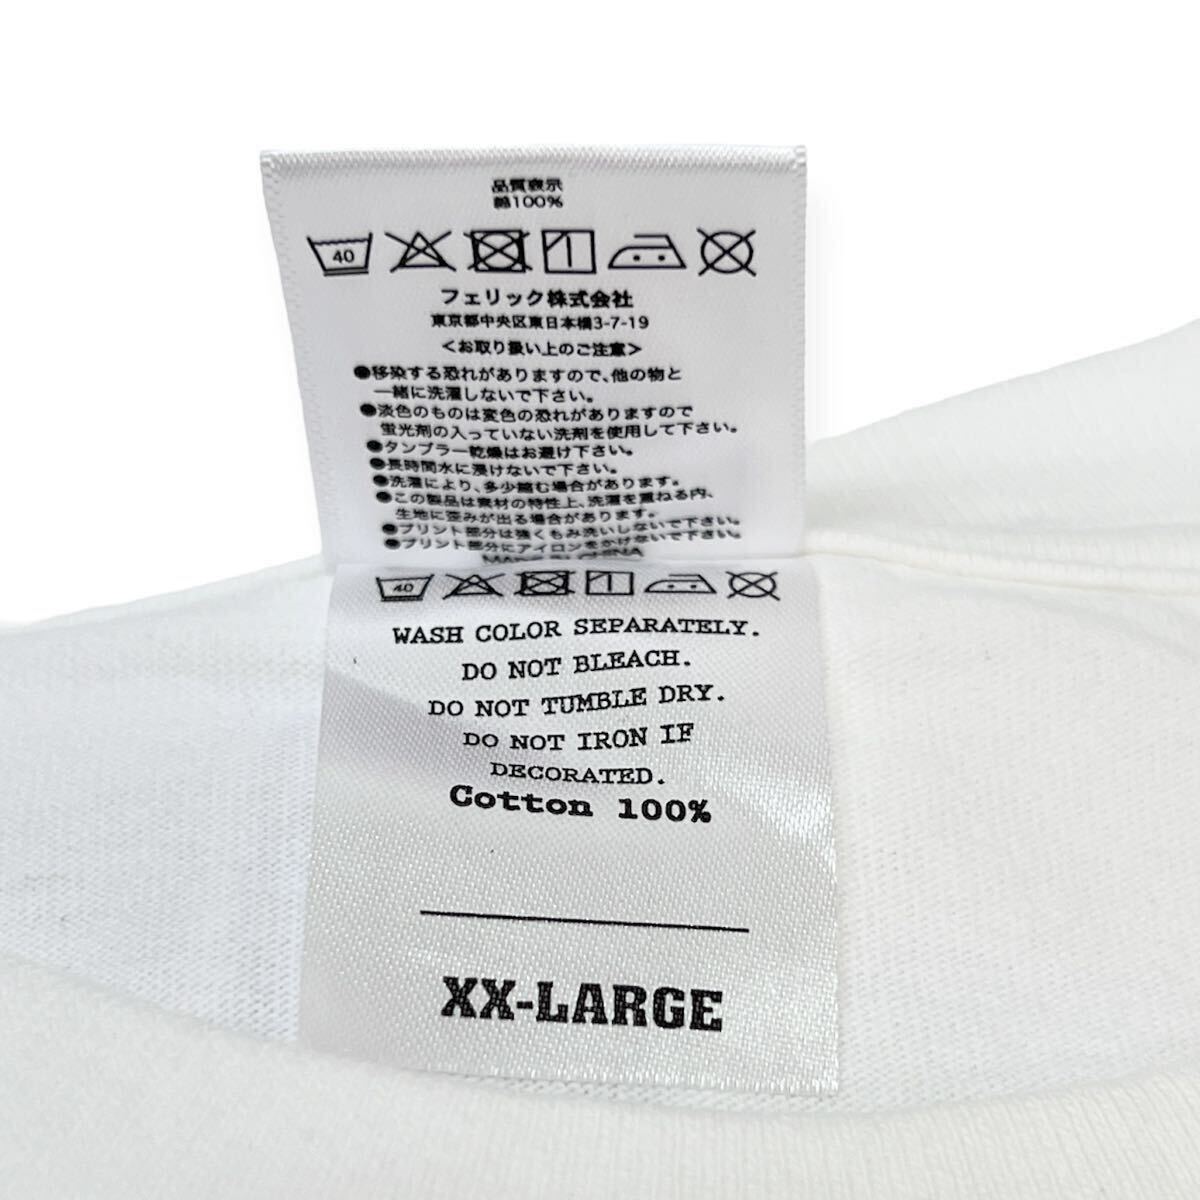 品質表示
綿100%
40
フェリック株式会社
東京都中央区東日本橋3-7-19
<お取り扱い上のご注意>
●移染する恐れがありますので、他の物と
一緒に洗濯しないで下さい。
●淡色のものは変色の恐れがありますので
蛍光剤の入っていない洗剤を使用して下さい。
●タンブラー乾燥はお避け下さい。
●長時間水に浸けないで下さい。
●洗濯により、多少縮む場合があります。
●この製品は素材の特性上、洗濯を重ねる内、
生地に歪みが出る場合があります。
●プリント部分は強くもみ洗いしないで下さい。
●プリント部分にアイロンをかけないで下さい。
MADE IN CHINA
40
WASH COLOR SEPARATELY.
DO NOT BLEACH.
DO NOT TUMBLE DRY.
DO NOT IRON IF
DECORATED.
Cotton 100%
XX-LARGE